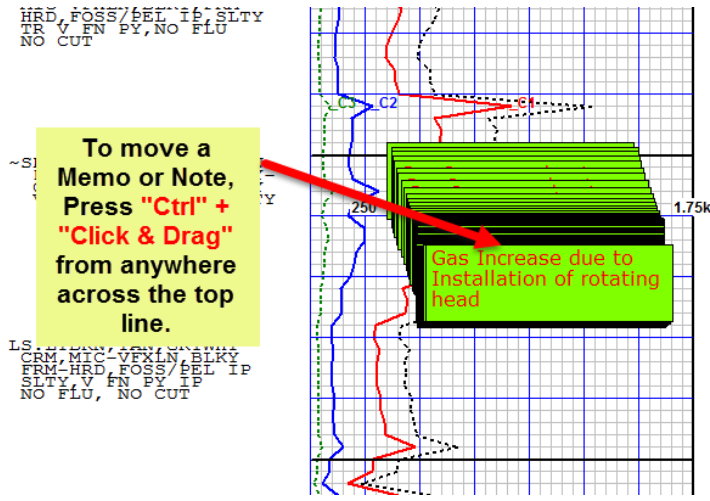 HRD,FOSS/PEL IP,SLTY
TR V FN PY,NO FLU
NO CUT
C3
C2
C1
To move a
Memo or Note,
Press "Ctrl" +
"Click & Drag"
from anywhere
across the top
line.
250
1.75k
Gas Increase due to
Installation of rotating
head
CRM,MIC-VFXLN,BLKY
FRM-HRD,FOSS/PEL IP
SLTY,V FN PY IP
NO FLU, NO CUT